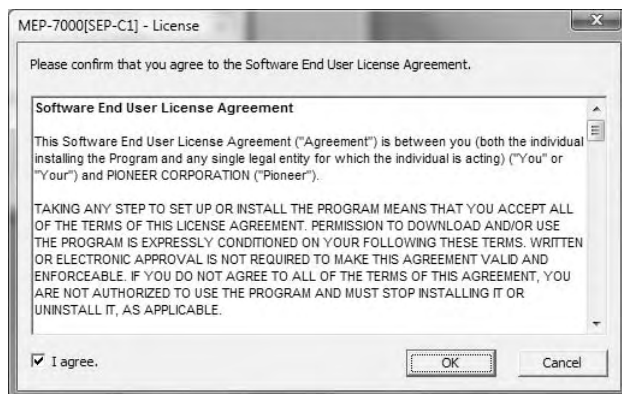 MEP-7000[SEP-C1] - License
Please confirm that you agree to the Software End User License Agreement.
Software End User License Agreement
This Software End User License Agreement ("Agreement") is between you (both the individual
installing the Program and any single legal entity for which the individual is acting) ("You" or
"Your") and PIONEER CORPORATION ("Pioneer").
TAKING ANY STEP TO SET UP OR INSTALL THE PROGRAM MEANS THAT YOU ACCEPT ALL
OF THE TERMS OF THIS LICENSE AGREEMENT. PERMISSION TO DOWNLOAD AND/OR USE
THE PROGRAM IS EXPRESSLY CONDITIONED ON YOUR FOLLOWING THESE TERMS. WRITTEN
OR ELECTRONIC APPROVAL IS NOT REQUIRED TO MAKE THIS AGREEMENT VALID AND
ENFORCEABLE. IF YOU DO NOT AGREE TO ALL OF THE TERMS OF THIS AGREEMENT, YOU
ARE NOT AUTHORIZED TO USE THE PROGRAM AND MUST STOP INSTALLING IT OR
UNINSTALL IT, AS APPLICABLE.
I agree.
OK
Cancel